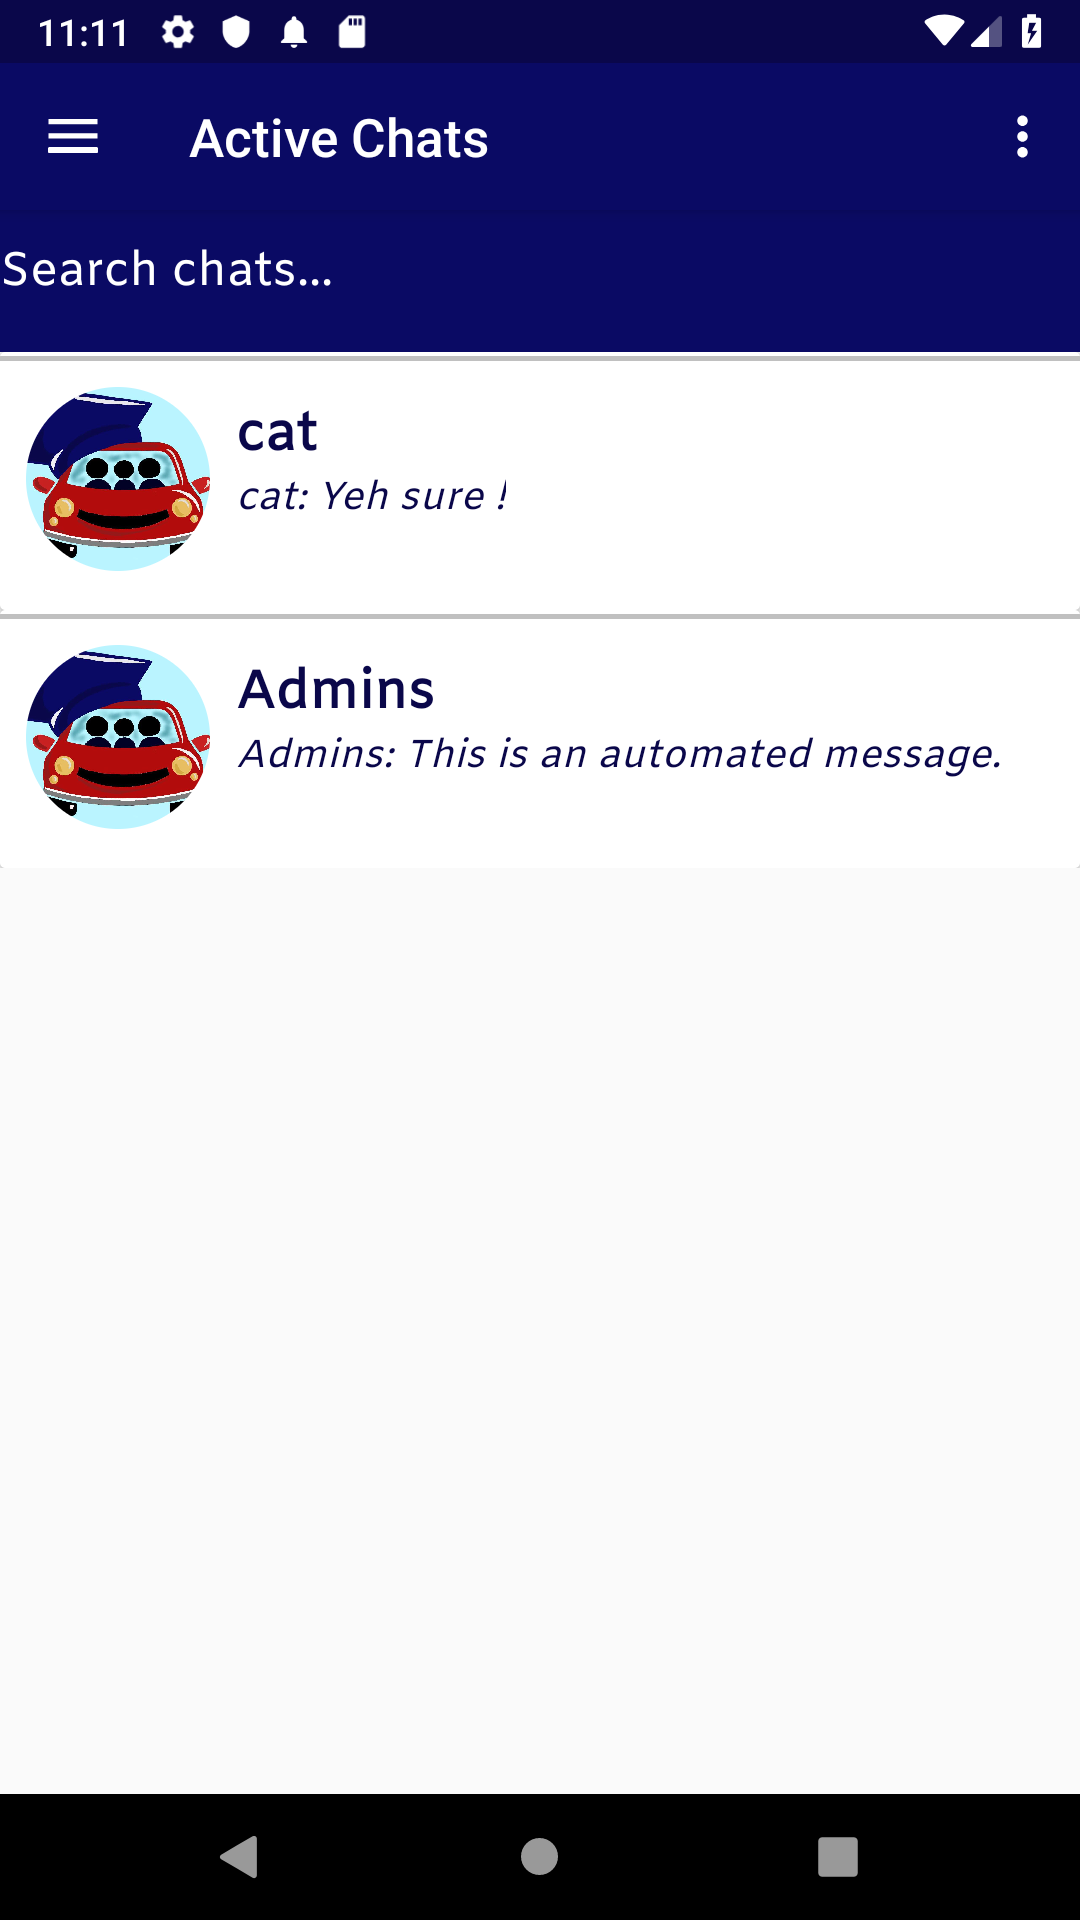 11:11
Active Chats
Search chats...
cat
cat: Yeh sure !
Admins
Admins: This is an automated message.